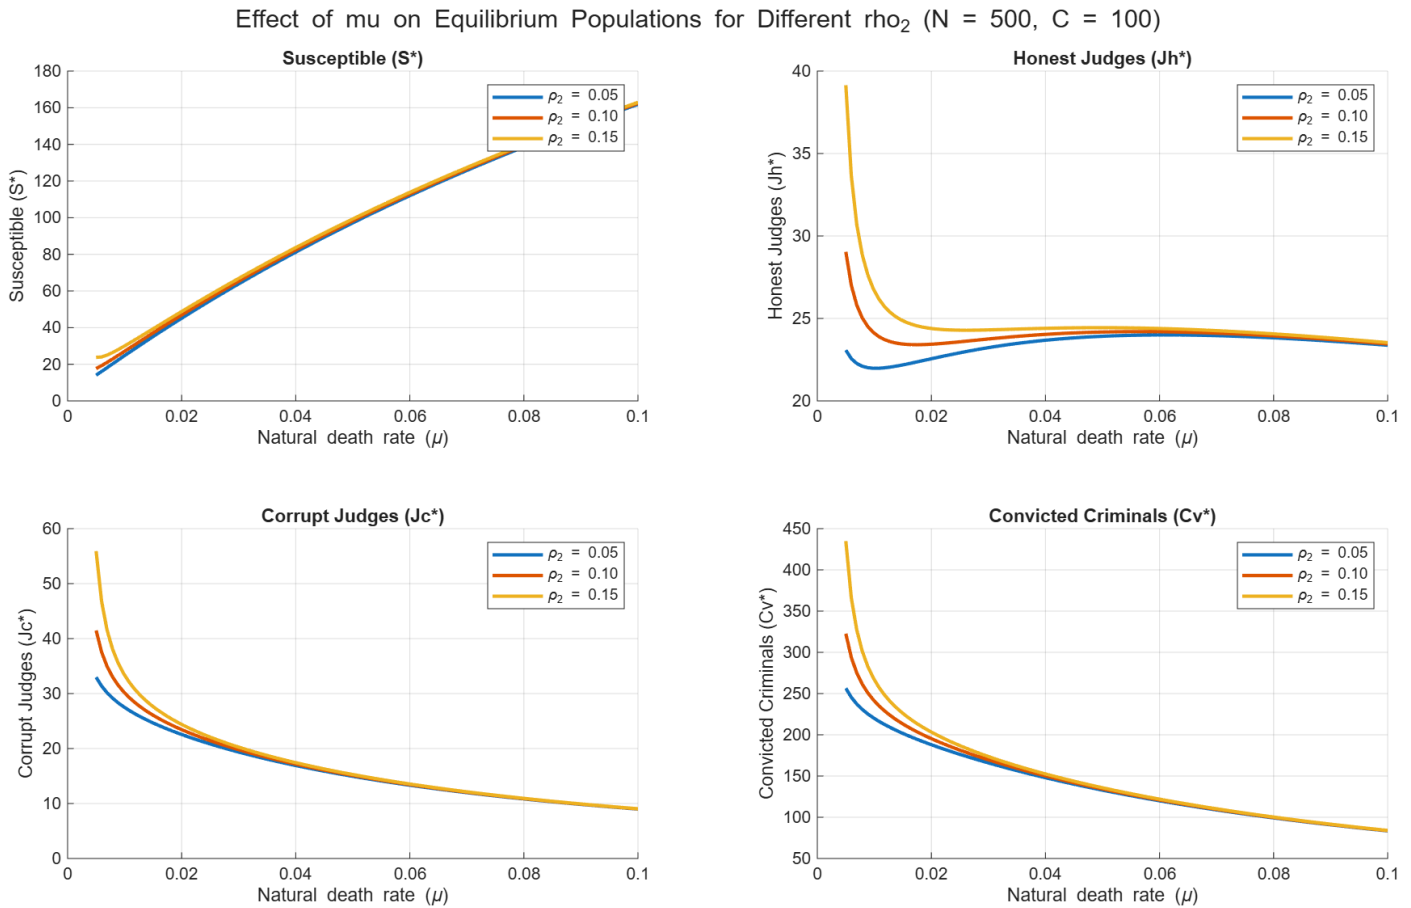 Effect of mu on Equilibrium Populations for Different rho₂ (N = 500, C = 100)
Susceptible (S*)
180
160
140
120
100
80
60
40
20
0
Susceptible (S*)
ρ₂ = 0.05
ρ₂ = 0.10
ρ₂ = 0.15
0 0.02 0.04 0.06 0.08 0.1
Natural death rate (μ)
Honest Judges (Jh*)
40
35
30
25
20
Honest Judges (Jh*)
ρ₂ = 0.05
ρ₂ = 0.10
ρ₂ = 0.15
0 0.02 0.04 0.06 0.08 0.1
Natural death rate (μ)
Corrupt Judges (Jc*)
60
50
40
30
20
10
0
Corrupt Judges (Jc*)
ρ₂ = 0.05
ρ₂ = 0.10
ρ₂ = 0.15
0 0.02 0.04 0.06 0.08 0.1
Natural death rate (μ)
Convicted Criminals (Cv*)
450
400
350
300
250
200
150
100
50
Convicted Criminals (Cv*)
ρ₂ = 0.05
ρ₂ = 0.10
ρ₂ = 0.15
0 0.02 0.04 0.06 0.08 0.1
Natural death rate (μ)